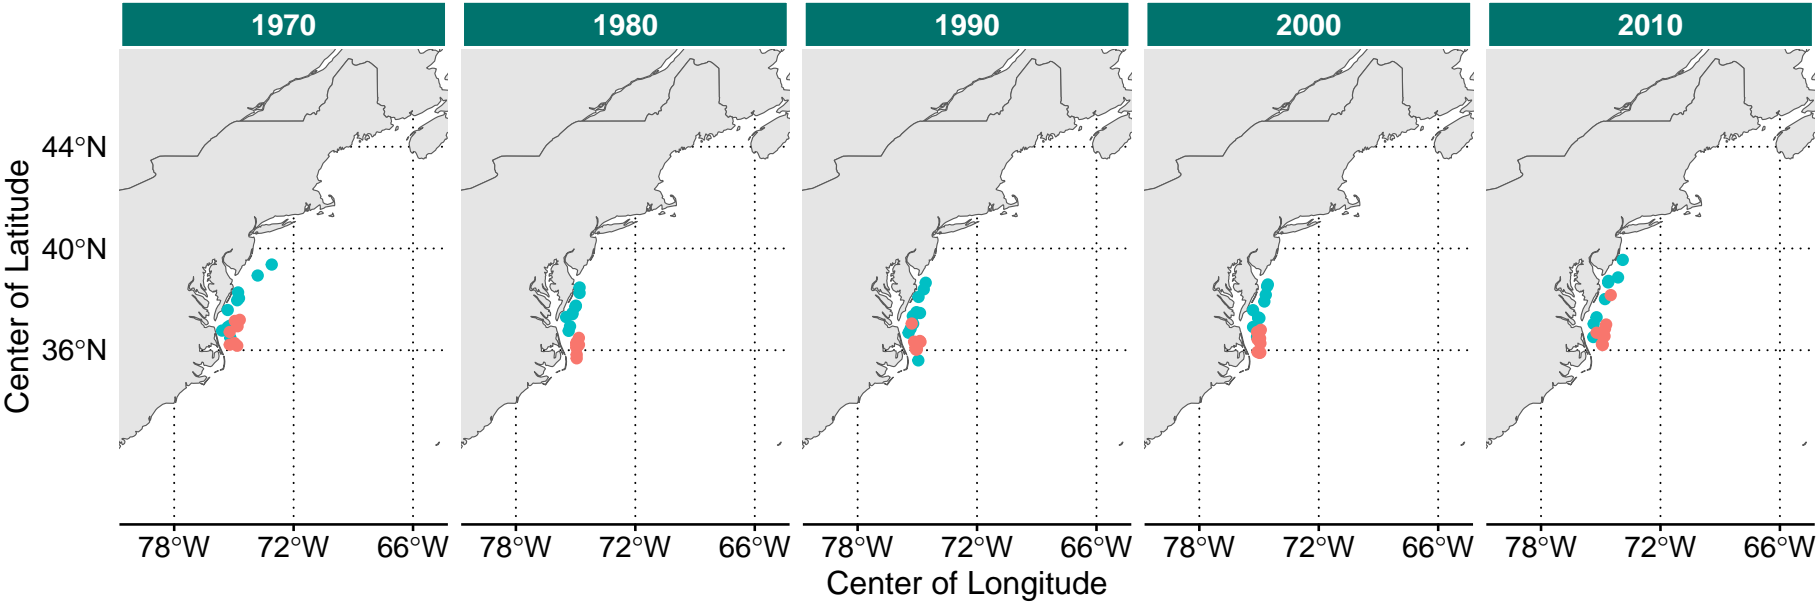 1970 1980 1990 2000 2010
44°N
40°N
36°N
Center of Latitude
78°W 72°W 66°W 78°W 72°W 66°W 78°W 72°W 66°W 78°W 72°W 66°W 78°W 72°W 66°W
Center of Longitude